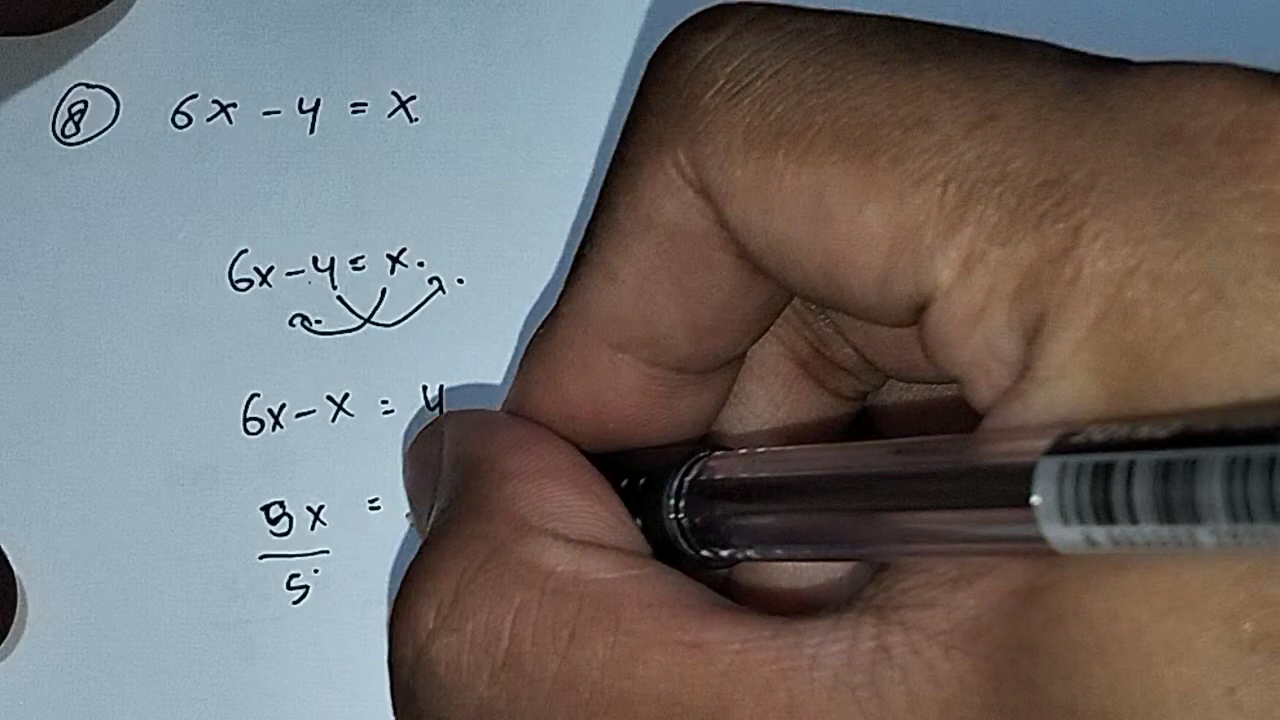 ⑧ 6x - 4 = x
6x - 4 = x.
6x - x = 4
5x =
5